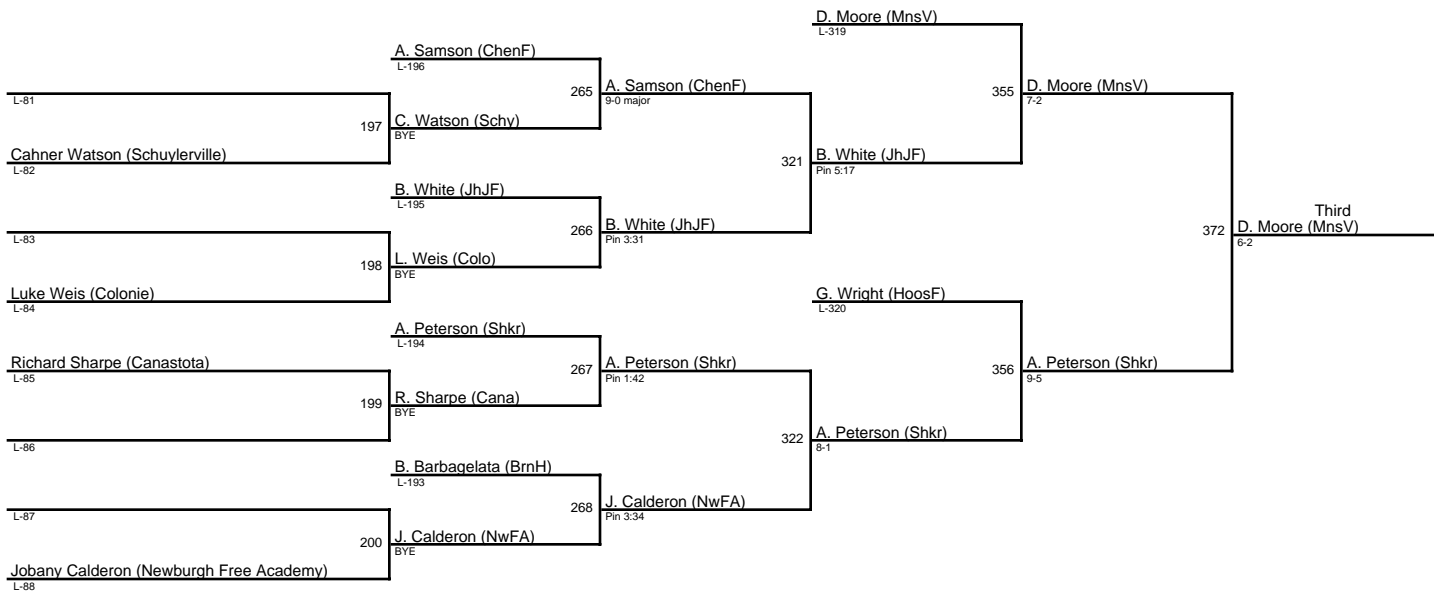 D. Moore (MnsV)
L-319
A. Samson (ChenF)
L-196
265
A. Samson (ChenF)
9-0 major
355
D. Moore (MnsV)
7-2
L-81
197
C. Watson (Schy)
BYE
Cahner Watson (Schuylerville)
L-82
321
B. White (JhJF)
Pin 5:17
B. White (JhJF)
L-195
266
B. White (JhJF)
Pin 3:31
L-83
198
L. Weis (Colo)
BYE
Luke Weis (Colonie)
L-84
372
Third
D. Moore (MnsV)
6-2
G. Wright (HoosF)
L-320
A. Peterson (Shkr)
L-194
267
A. Peterson (Shkr)
Pin 1:42
356
A. Peterson (Shkr)
9-5
Richard Sharpe (Canastota)
L-85
199
R. Sharpe (Cana)
BYE
L-86
322
A. Peterson (Shkr)
8-1
B. Barbagelata (BrnH)
L-193
268
J. Calderon (NwFA)
Pin 3:34
L-87
200
J. Calderon (NwFA)
BYE
Jobany Calderon (Newburgh Free Academy)
L-88